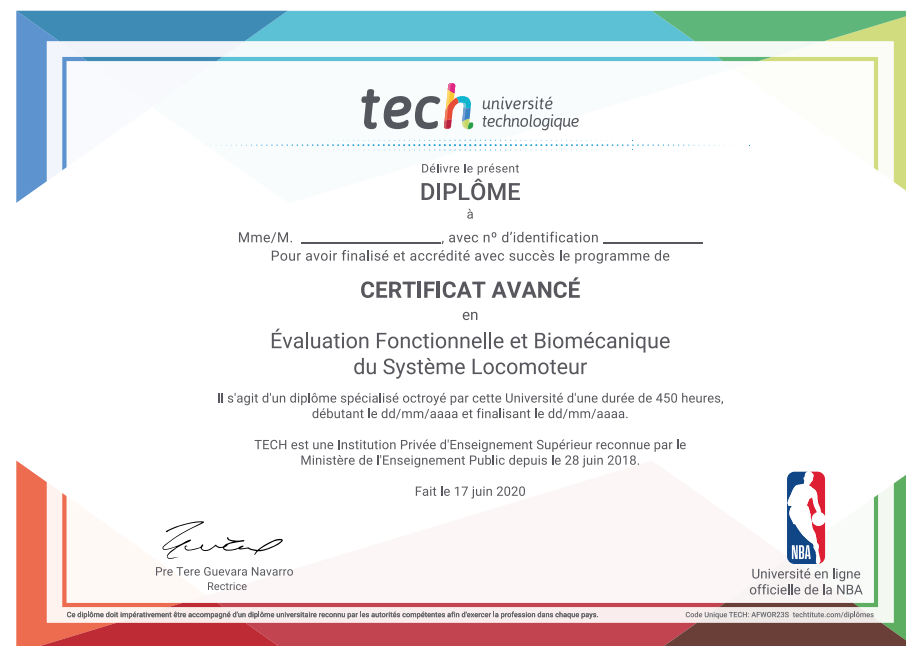 tech université
technologique
Délivre le présent
DIPLÔME
à
Mme/M. ____________________, avec nº d'identification ______________
Pour avoir finalisé et accrédité avec succès le programme de
CERTIFICAT AVANCÉ
en
Évaluation Fonctionnelle et Biomécanique
du Système Locomoteur
Il s'agit d'un diplôme spécialisé octroyé par cette Université d'une durée de 450 heures,
débutant le dd/mm/aaaa et finalisant le dd/mm/aaaa.
TECH est une Institution Privée d'Enseignement Supérieur reconnue par le
Ministère de l'Enseignement Public depuis le 28 juin 2018.
Fait le 17 juin 2020
Pre Tere Guevara Navarro
Rectrice
NBA
Université en ligne
officielle de la NBA
Ce diplôme doit impérativement être accompagné d'un diplôme universitaire reconnu par les autorités compétentes afin d'exercer la profession dans chaque pays.
Code Unique TECH: AFWOR23S techtitute.com/diplômes